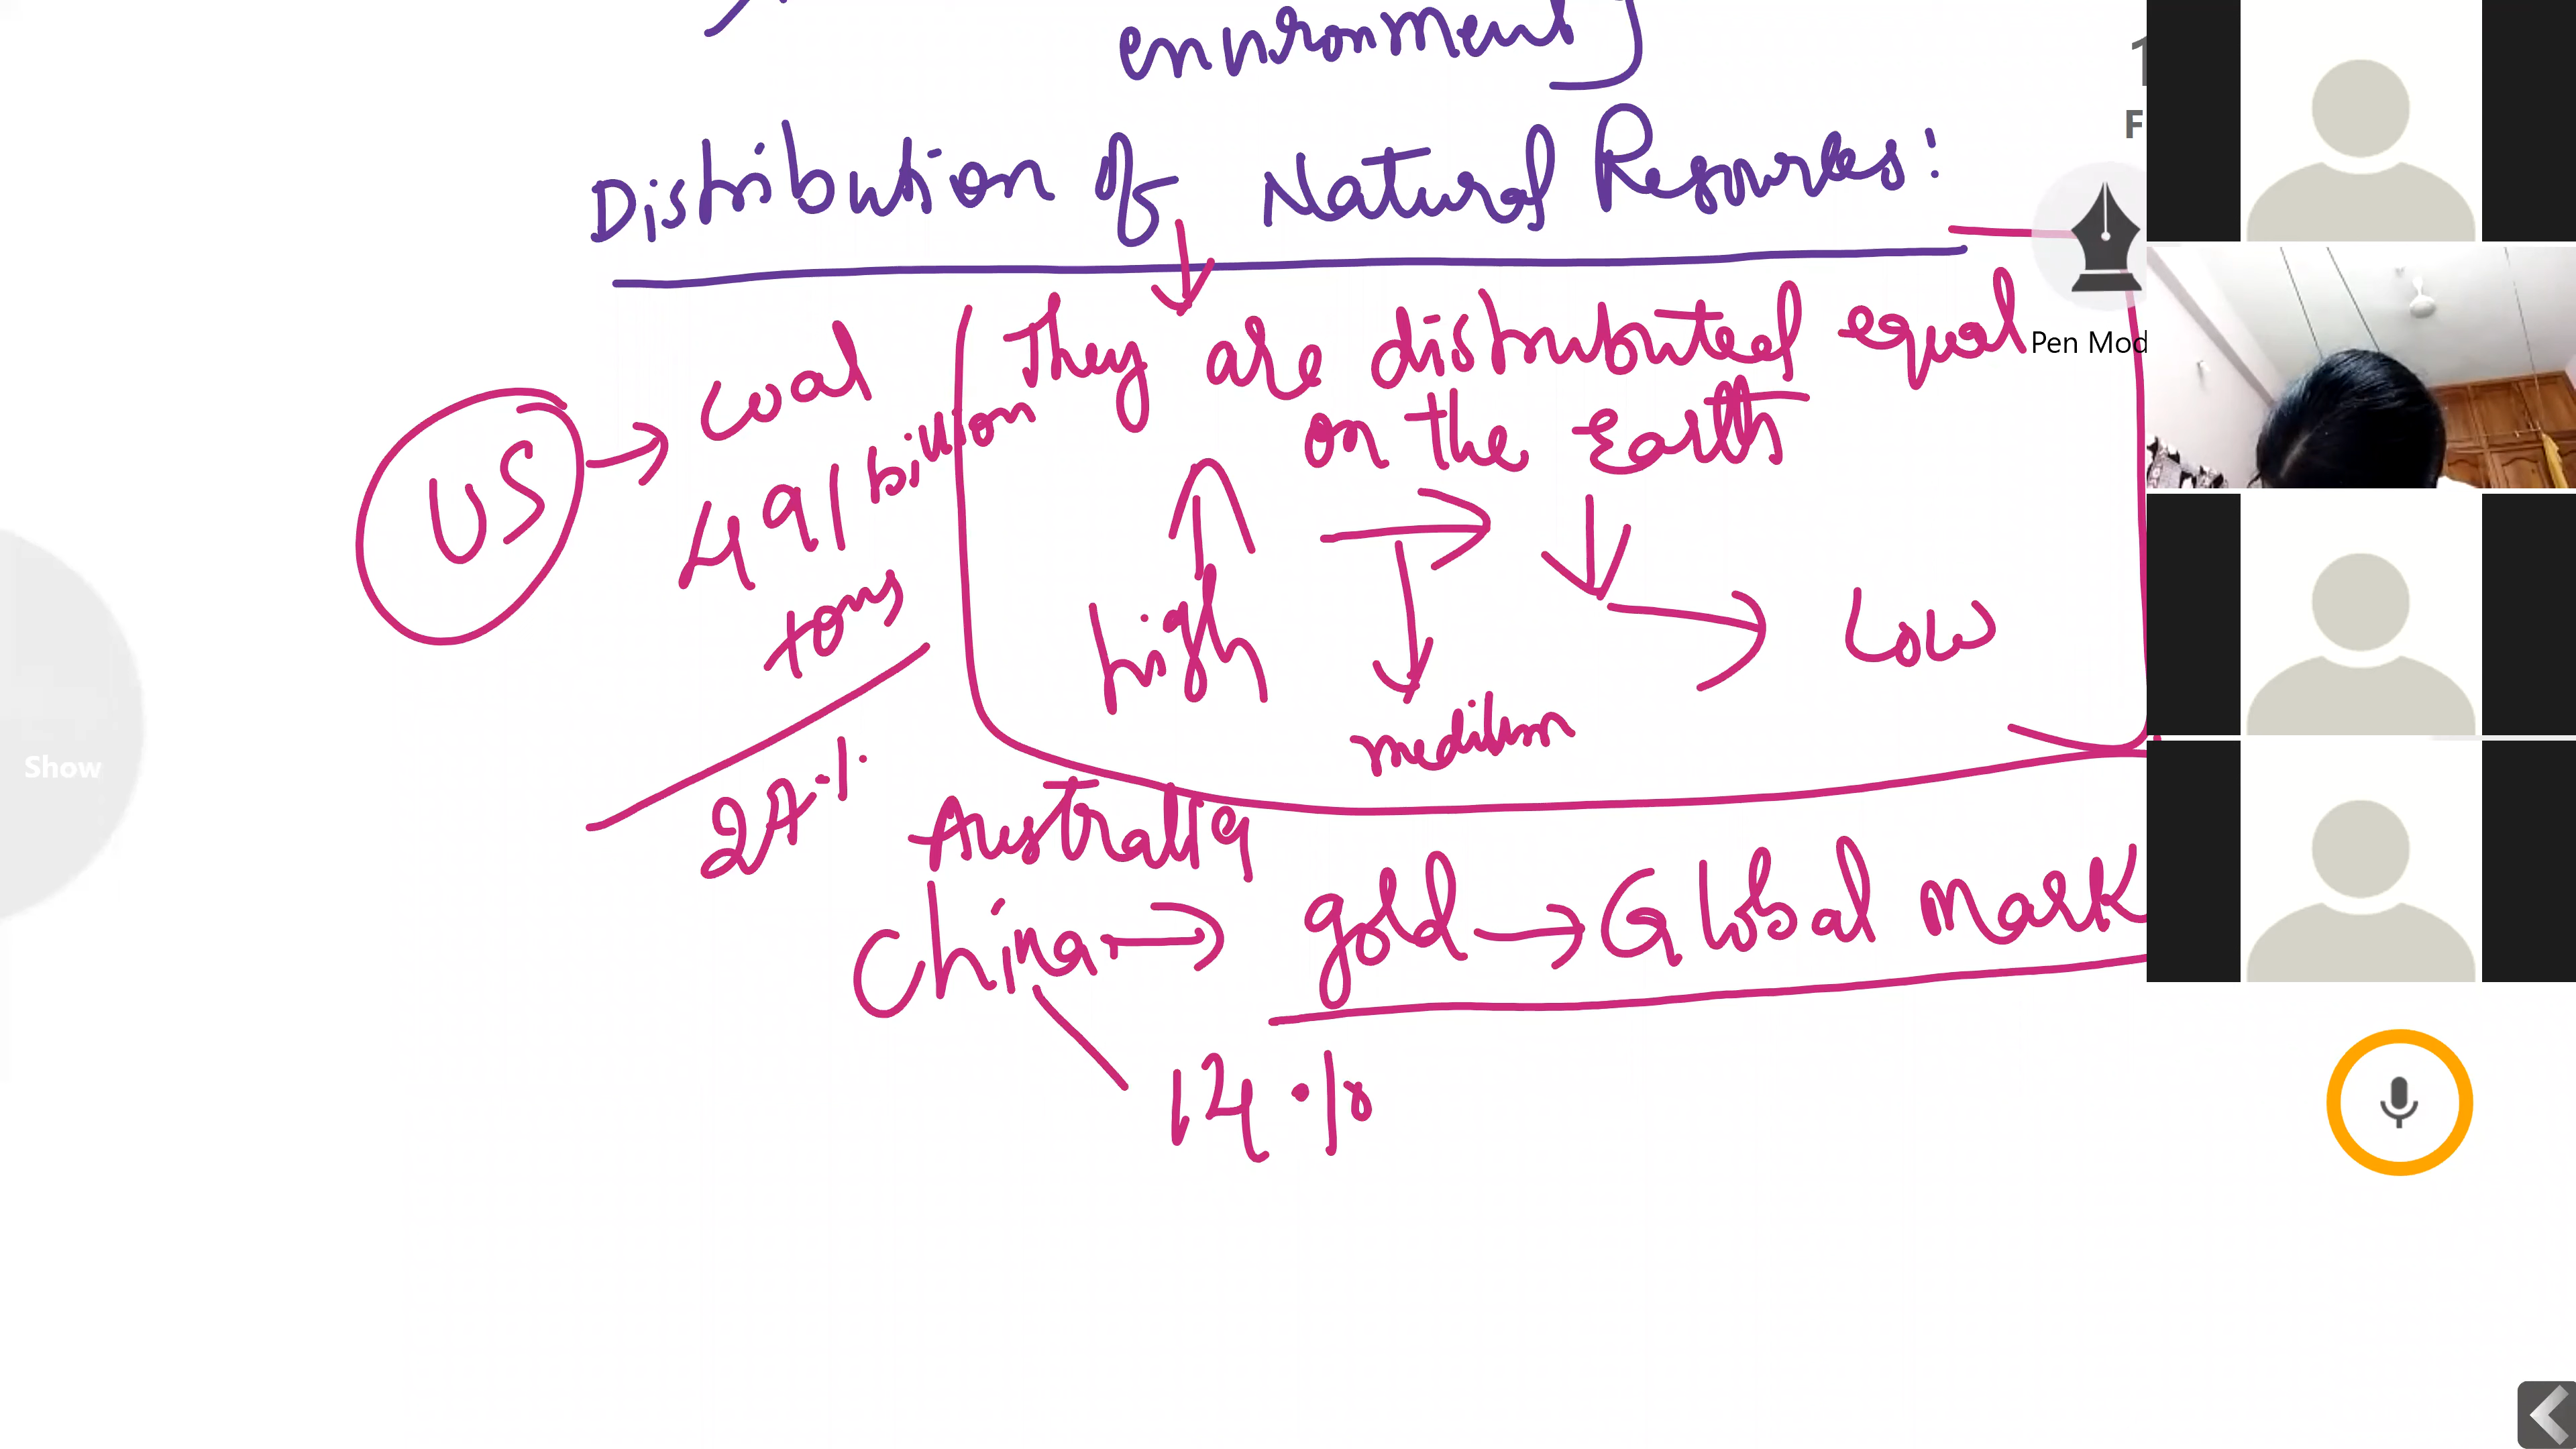 environment]
Distribution of Natural Resources:
They are distributed equal
on the Earth
US → coal
491 billion
tons
27%
high
medium
Low
Australia
China → gold → Global Mark
14%
Pen Mod
F
Show